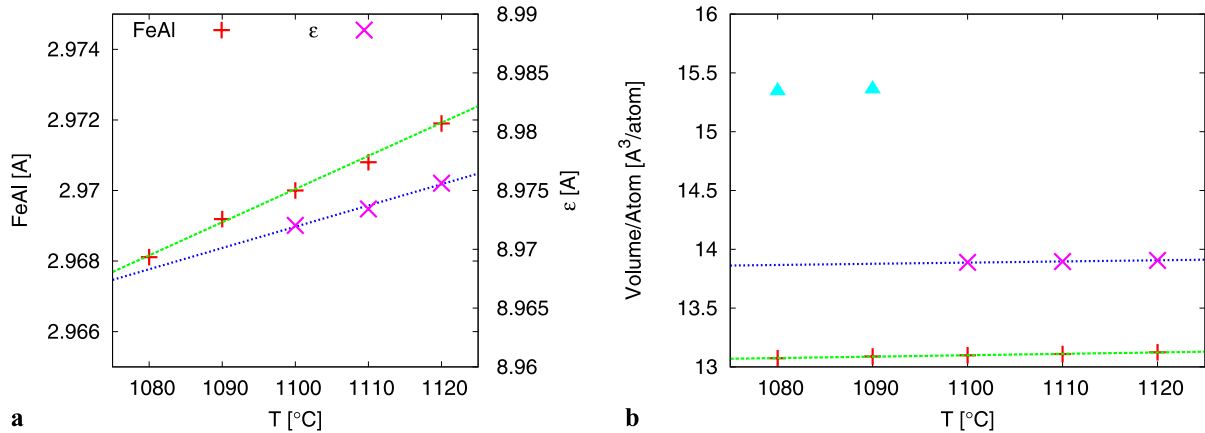 FeAl ε
2.974
2.972
2.97
2.968
2.966
FeAl [A]
8.99
8.985
8.98
8.975
8.97
8.965
8.96
ε [A]
1080 1090 1100 1110 1120
T [°C]
a
16
15.5
15
14.5
14
13.5
13
Volume/Atom [A^3/atom]
1080 1090 1100 1110 1120
T [°C]
b